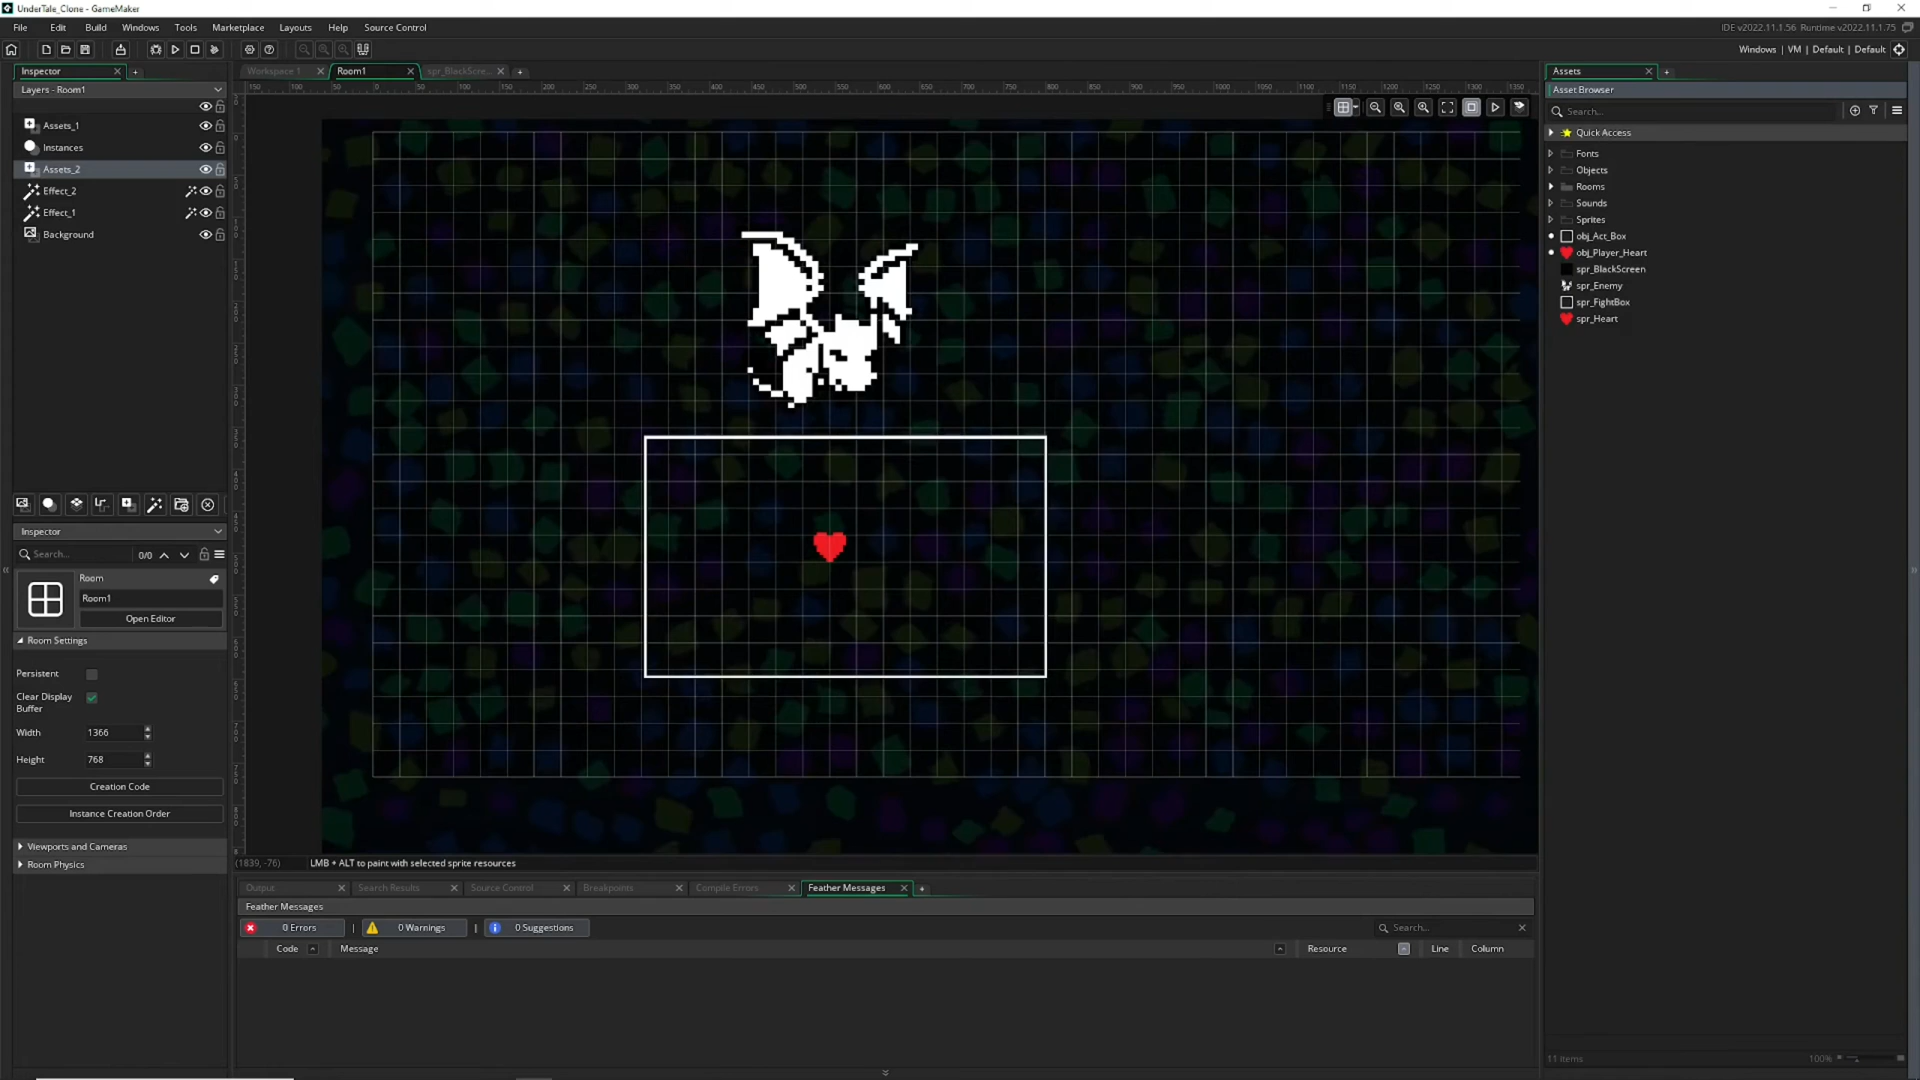 UnderTale_Clone - GameMaker
File Edit Build Windows Tools Marketplace Layouts Help Source Control
IDE v2022.11.1.56 Runtime v2022.11.1.75
Windows | VM | Default | Default
Inspector
Workspace 1
Room1
spr_BlackScre...
Assets
Layers - Room1
Asset Browser
Search...
Assets_1
Instances
Assets_2
Effect_2
Effect_1
Background
Quick Access
Fonts
Objects
Rooms
Sounds
Sprites
obj_Act_Box
obj_Player_Heart
spr_BlackScreen
spr_Enemy
spr_FightBox
spr_Heart
Inspector
Search...
0/0
Room
Room1
Open Editor
Room Settings
Persistent
Clear Display
Buffer
Width 1366
Height 768
Creation Code
Instance Creation Order
Viewports and Cameras
Room Physics
(1839, -76) LMB + ALT to paint with selected sprite resources
Output Search Results Source Control Breakpoints Compile Errors Feather Messages
Feather Messages
0 Errors | 0 Warnings | 0 Suggestions
Search...
Code Message Resource Line Column
11 items
100%